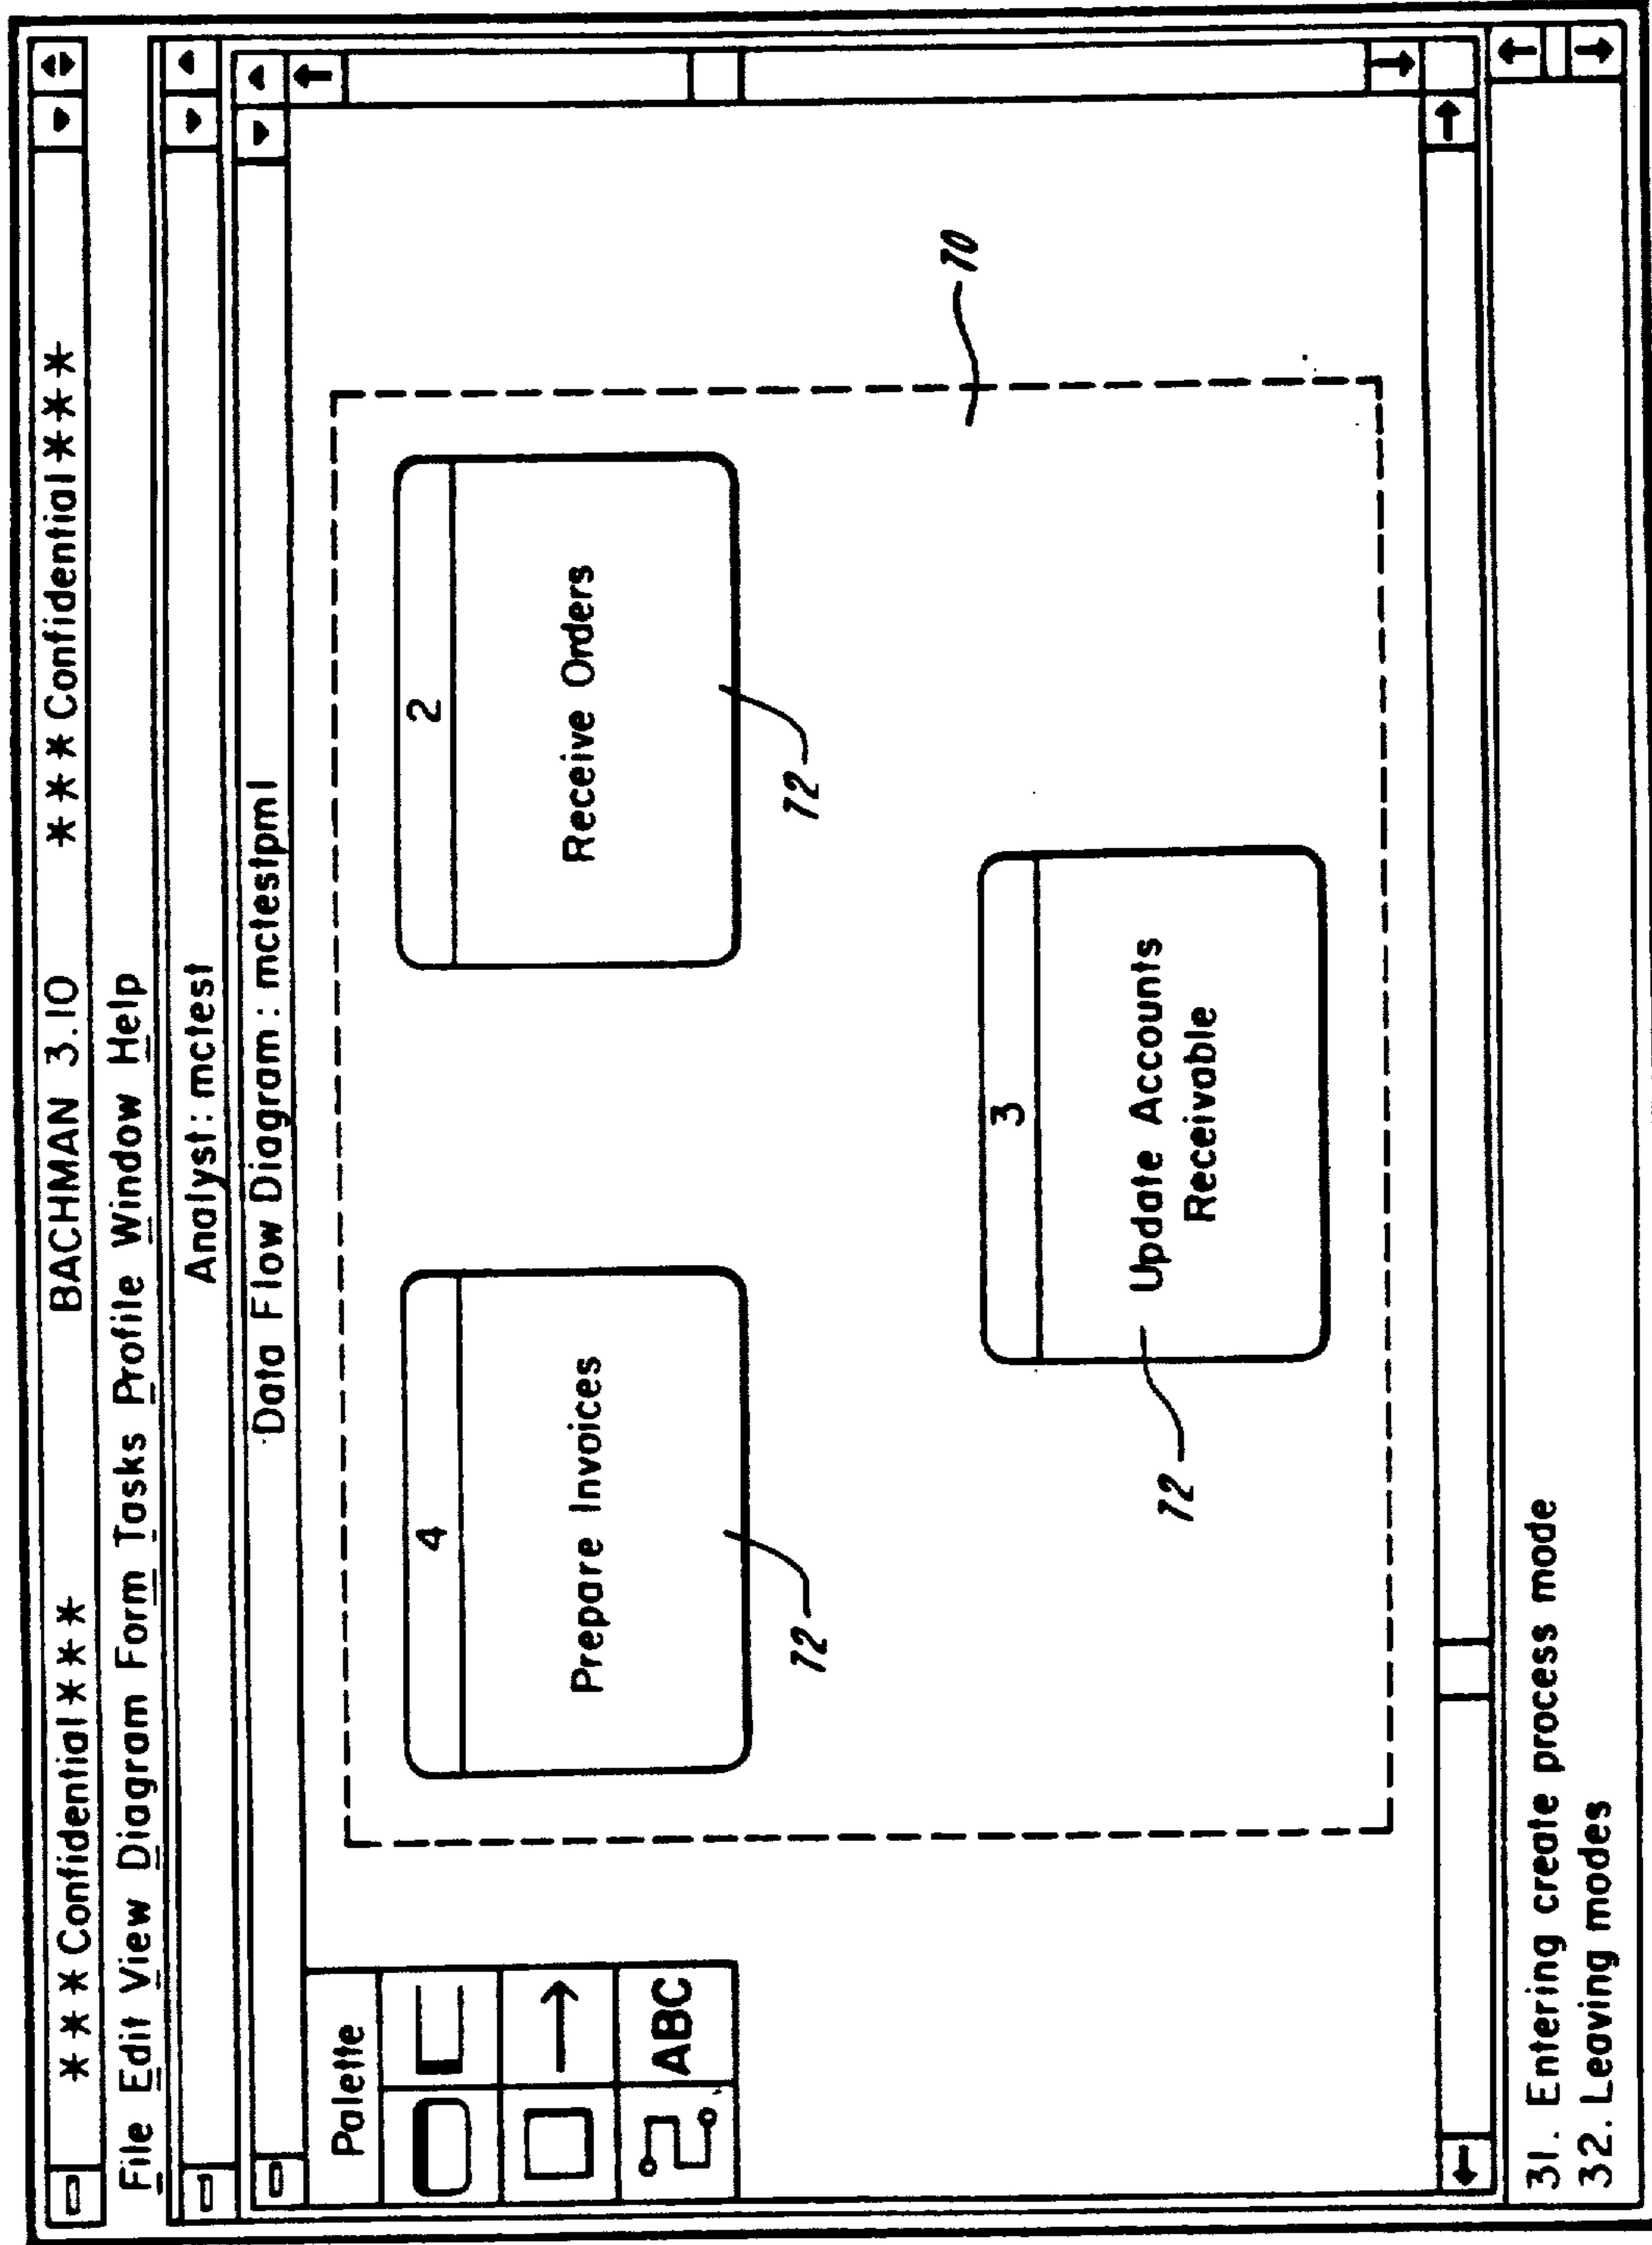 * * * Confidential * * * BACHMAN 3.10 * * * Confidential * * *
File Edit View Diagram Form Tasks Profile Window Help
Analyst: mctest
Data Flow Diagram: mctestpm1
Palette
ABC
4
Prepare Invoices
72
2
Receive Orders
72
3
Update Accounts
Receivable
72
70
31. Entering create process mode
32. Leaving modes